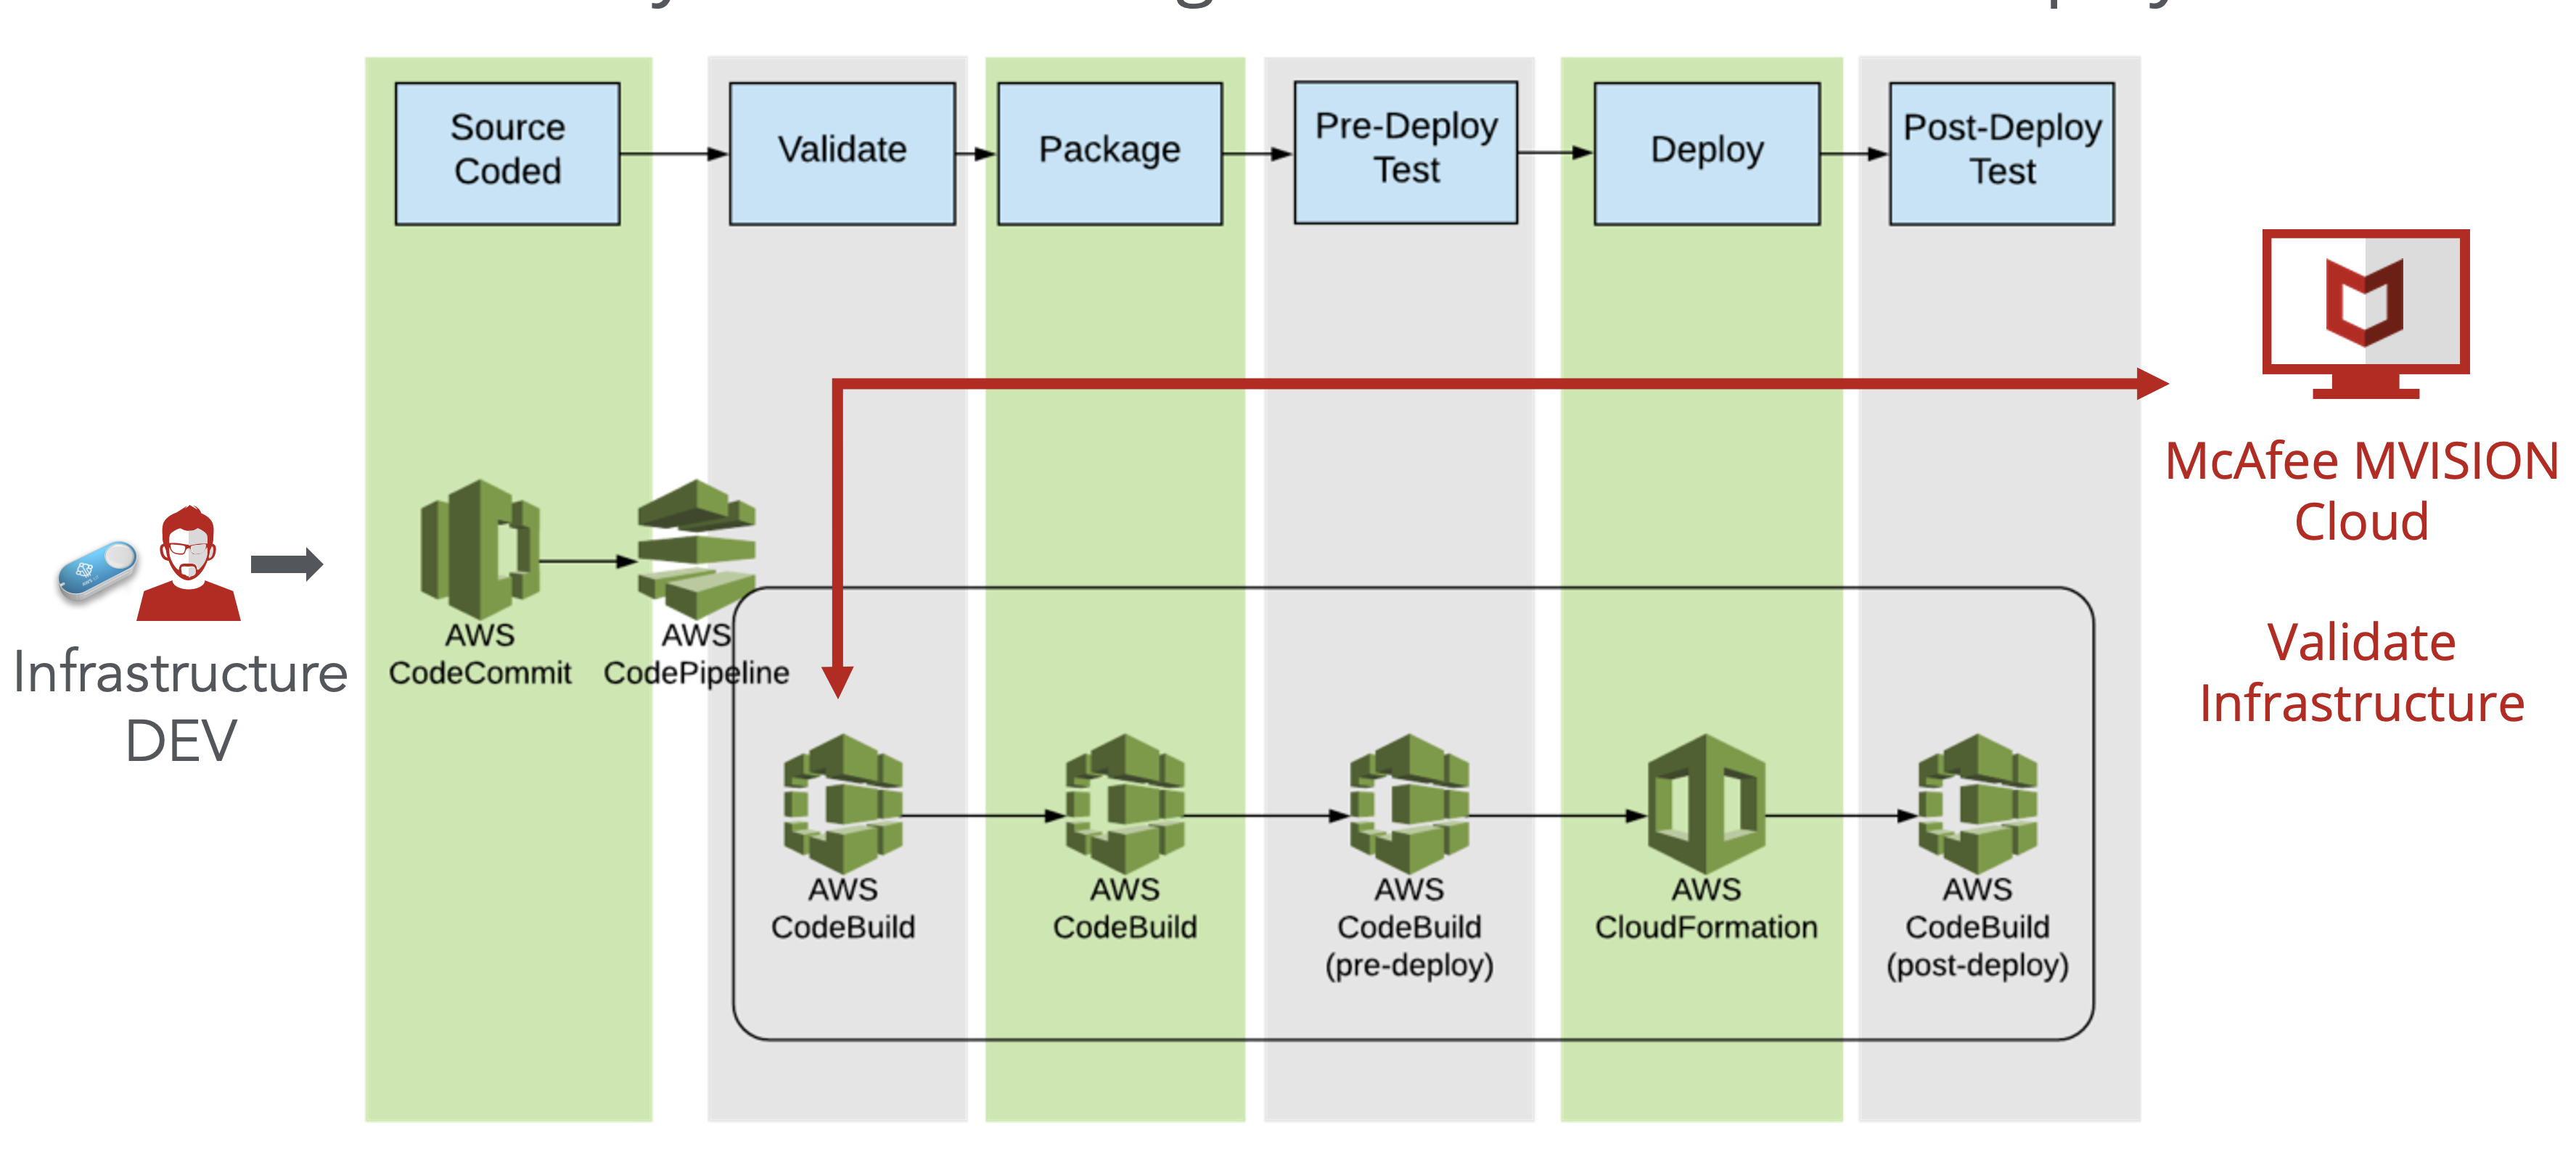 Source
Coded
Validate
Package
Pre-Deploy
Test
Deploy
Post-Deploy
Test
McAfee MVISION
Cloud
Validate
Infrastructure
Infrastructure
DEV
AWS
CodeCommit
AWS
CodePipeline
AWS
CodeBuild
AWS
CodeBuild
AWS
CodeBuild
(pre-deploy)
AWS
CloudFormation
AWS
CodeBuild
(post-deploy)